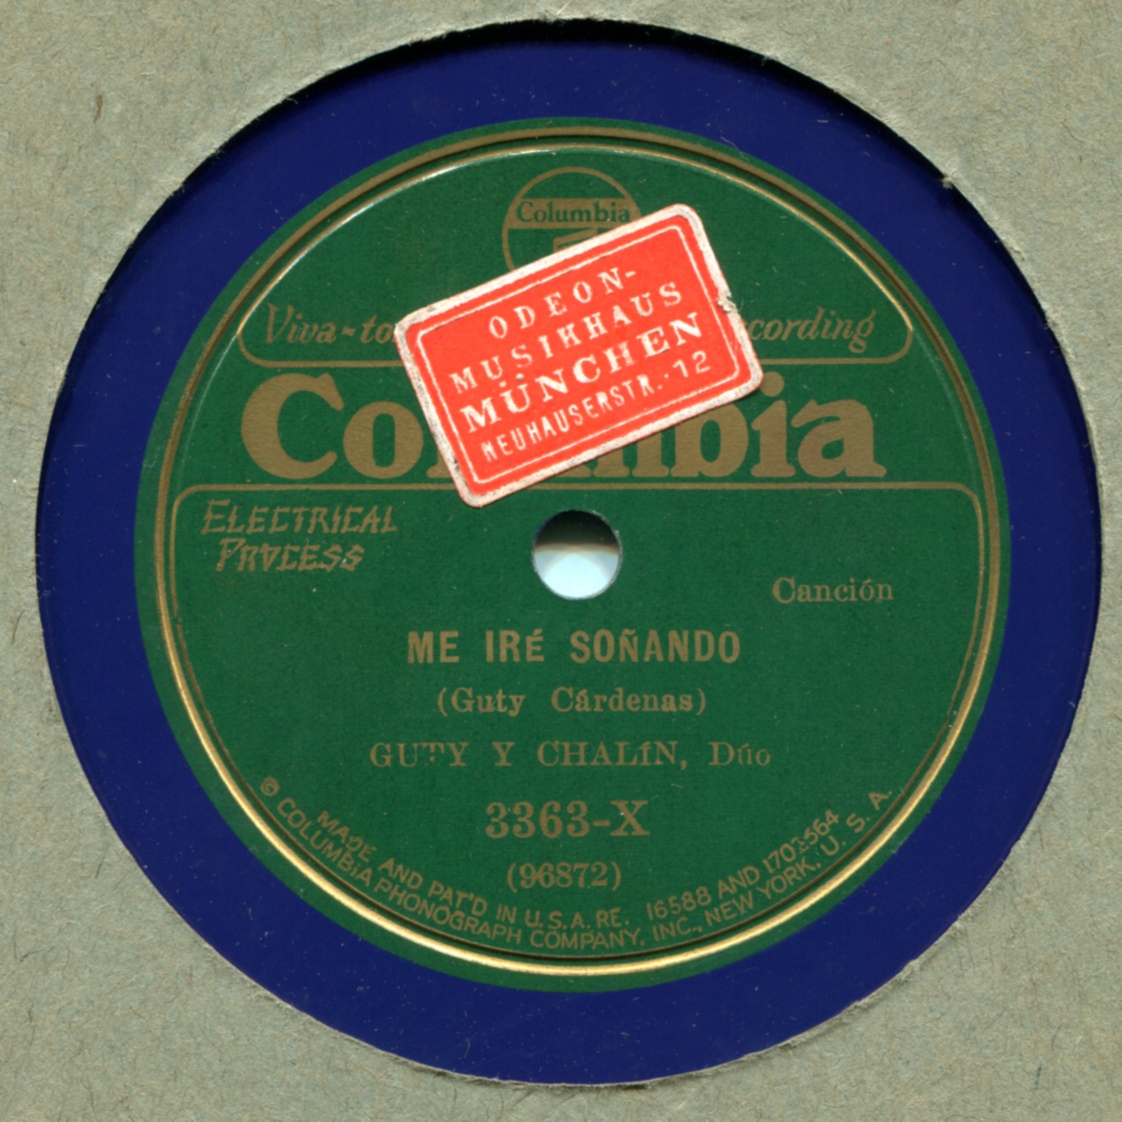 Columbia
Viva-to
cording
Co mbia
ODEON-
MUSIKHAUS
MÜNCHEN
NEUHAUSERSTR. 12
ELECTRICAL
PROCESS
Canción
ME IRÉ SOÑANDO
(Guty Cárdenas)
GUTY Y CHALÍN, Dúo
3363-X
(96872)
MADE AND PAT'D IN U.S.A. RE. 16588 AND 1702564
© COLUMBIA PHONOGRAPH COMPANY, INC., NEW YORK, U. S. A.